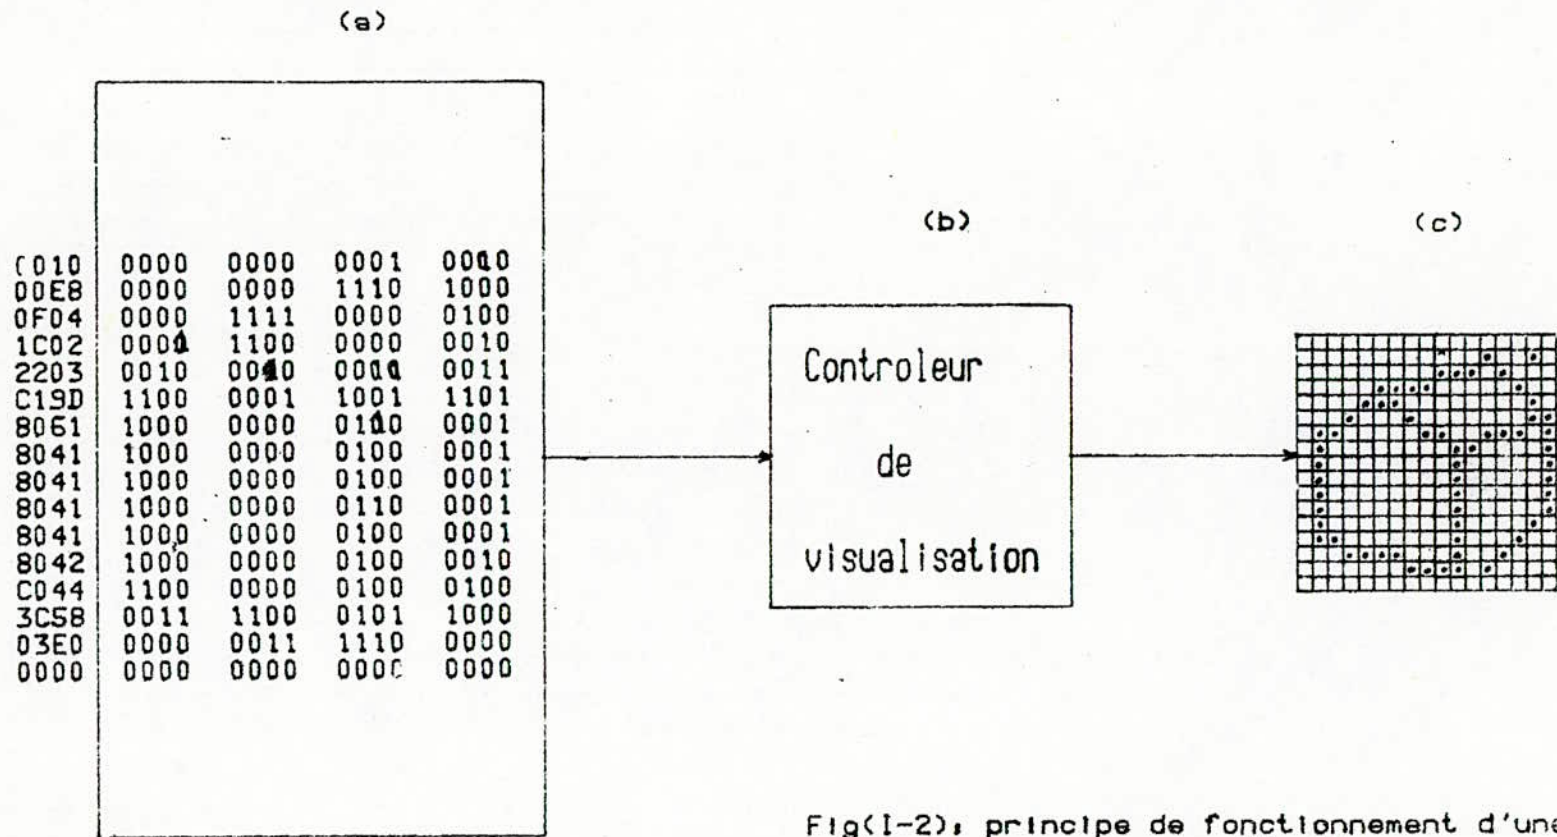 (a)
(b)
(c)
(010 0000 0000 0001 0010
00E8 0000 0000 1110 1000
0F04 0000 1111 0000 0100
1C02 0001 1100 0000 0010
2203 0010 0010 0011
C19D 1100 0001 1001 1101
8061 1000 0000 0110 0001
8041 1000 0000 0100 0001
8041 1000 0000 0100 0001
8041 1000 0000 0110 0001
8041 1000 0000 0100 0001
8042 1000 0000 0100 0010
C044 1100 0000 0100 0100
3C58 0011 1100 0101 1000
03E0 0000 0011 1110 0000
0000 0000 0000 0000 0000
Controleur
de
visualisation
Fig(I-2), principe de fonctionnement d'une